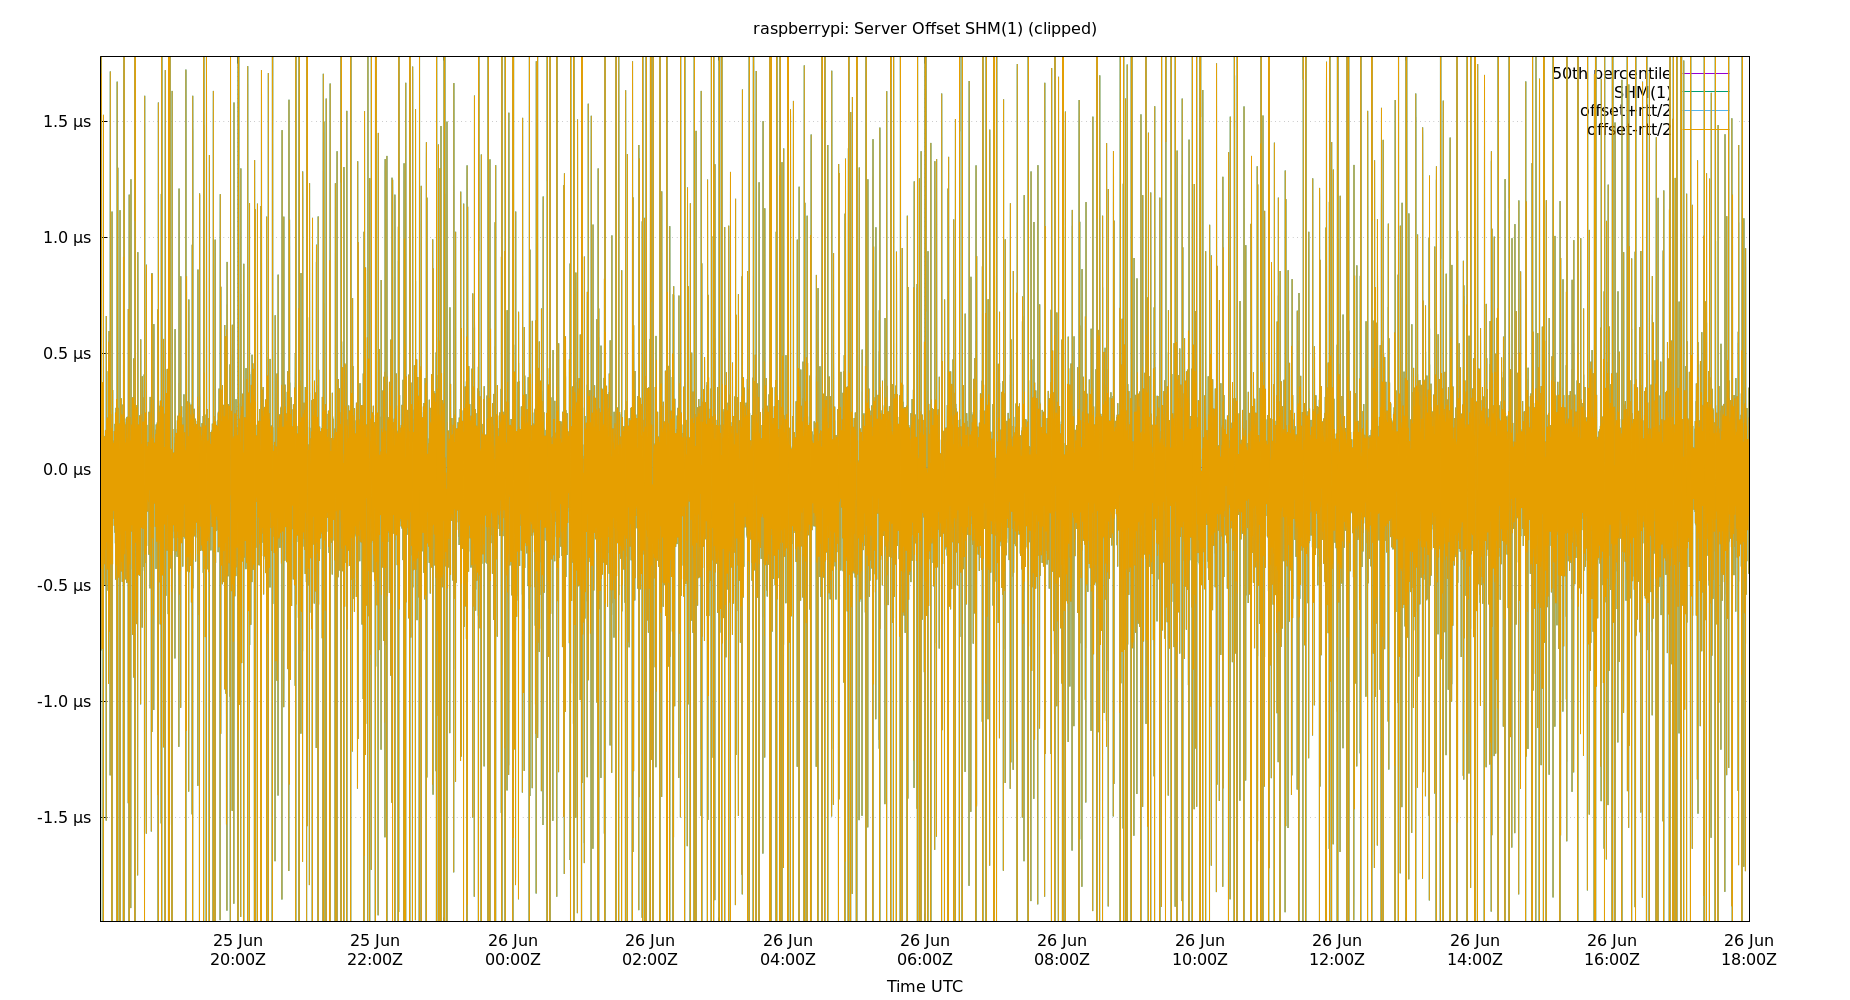 raspberrypi: Server Offset SHM(1) (clipped)
50th percentile
SHM(1)
offset+rtt/2
offset-rtt/2
1.5 µs
1.0 µs
0.5 µs
0.0 µs
-0.5 µs
-1.0 µs
-1.5 µs
25 Jun 25 Jun 26 Jun 26 Jun 26 Jun 26 Jun 26 Jun 26 Jun 26 Jun 26 Jun 26 Jun 26 Jun
20:00Z 22:00Z 00:00Z 02:00Z 04:00Z 06:00Z 08:00Z 10:00Z 12:00Z 14:00Z 16:00Z 18:00Z
Time UTC